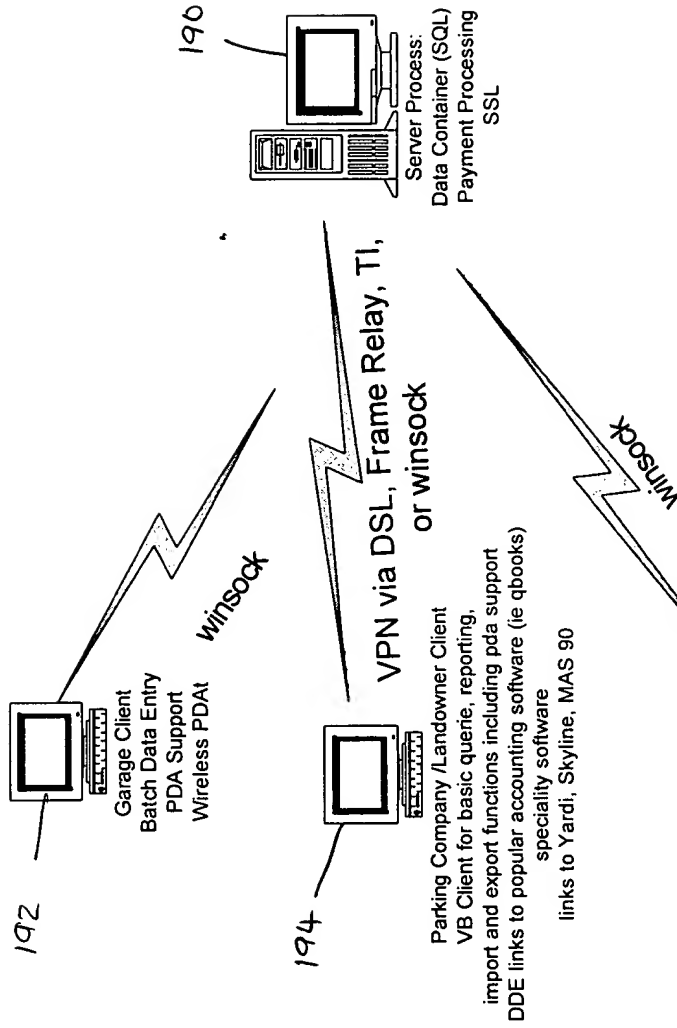 190
Server Process:
Data Container (SQL)
Payment Processing
SSL
192
Garage Client
Batch Data Entry
PDA Support
Wireless PDAt
winsock
VPN via DSL, Frame Relay, TI,
or winsock
194
Parking Company /Landowner Client
VB Client for basic querie, reporting,
import and export functions including pda support
DDE links to popular accounting software (ie qbooks)
speciality software
links to Yardi, Skyline, MAS 90
winsock